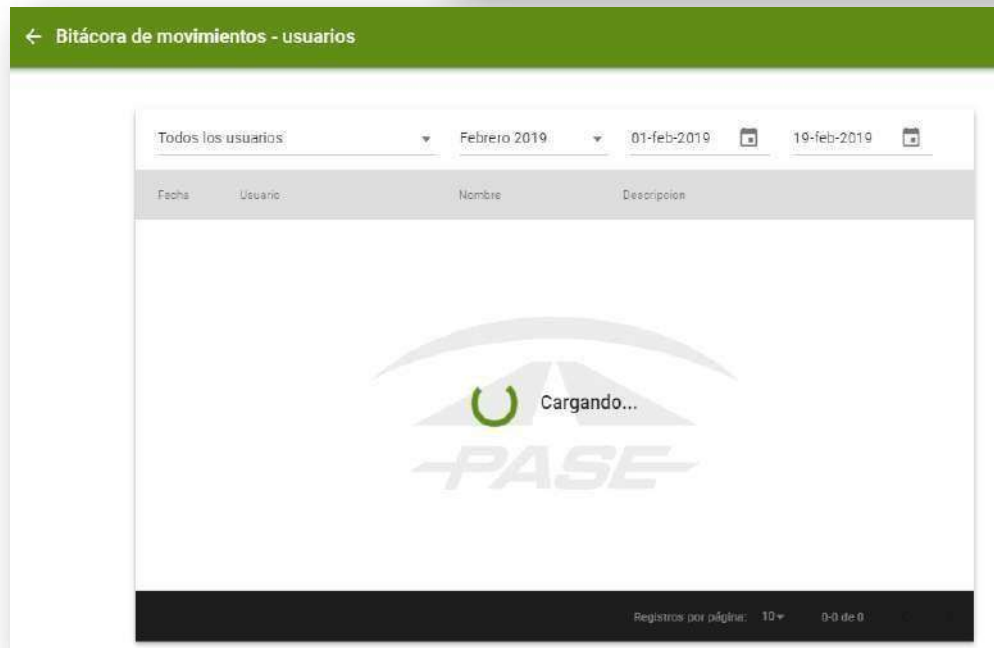 Bitácora de movimientos - usuarios
Todos los usuarios Febrero 2019 01-feb-2019 19-feb-2019
Fecha Usuario Nombre Descripcion
Cargando...
PASE
Registros por página: 10 0-0 de 0